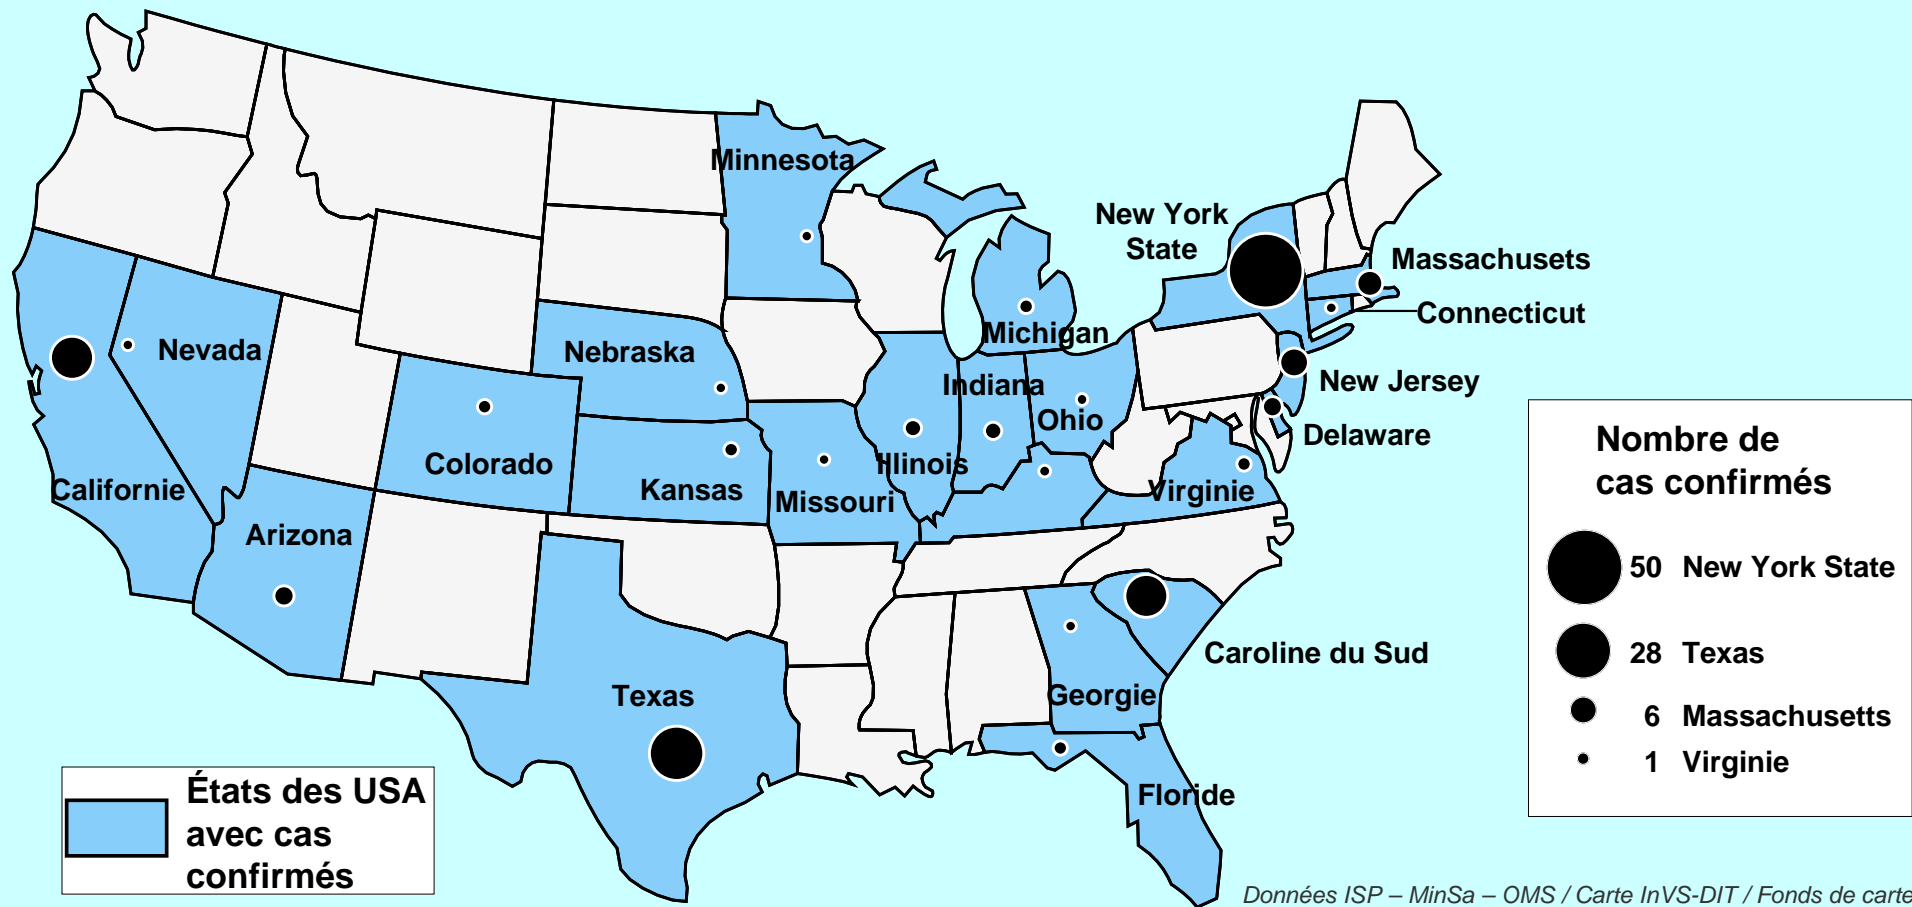 Minnesota
New York
State
Massachusets
Connecticut
Michigan
Nevada
Nebraska
Indiana
New Jersey
Ohio
Delaware
Colorado
Illinois
Californie
Kansas
Missouri
Virginie
Arizona
Caroline du Sud
Texas
Georgie
Floride
Nombre de
cas confirmés
50 New York State
28 Texas
6 Massachusetts
1 Virginie
États des USA
avec cas
confirmés
Données ISP – MinSa – OMS / Carte InVS-DIT / Fonds de carte